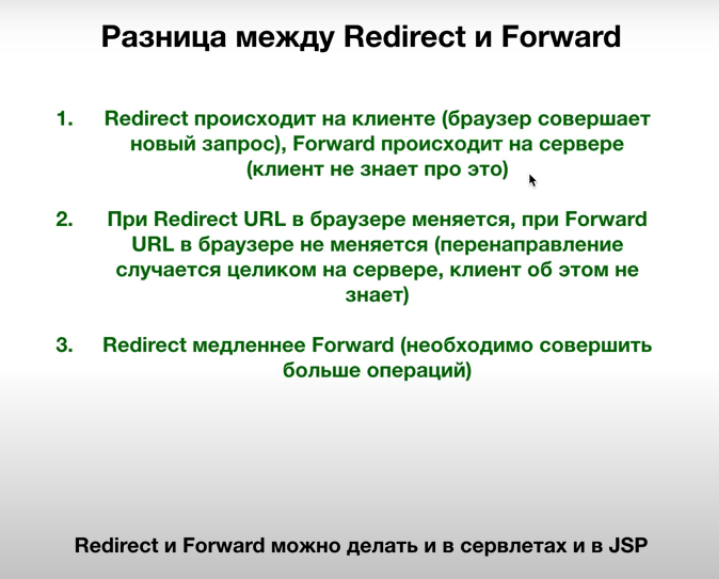 Разница между Redirect и Forward
1. Redirect происходит на клиенте (браузер совершает
новый запрос), Forward происходит на сервере
(клиент не знает про это)
2. При Redirect URL в браузере меняется, при Forward
URL в браузере не меняется (перенаправление
случается целиком на сервере, клиент об этом не
знает)
3. Redirect медленнее Forward (необходимо совершить
больше операций)
Redirect и Forward можно делать и в сервлетах и в JSP